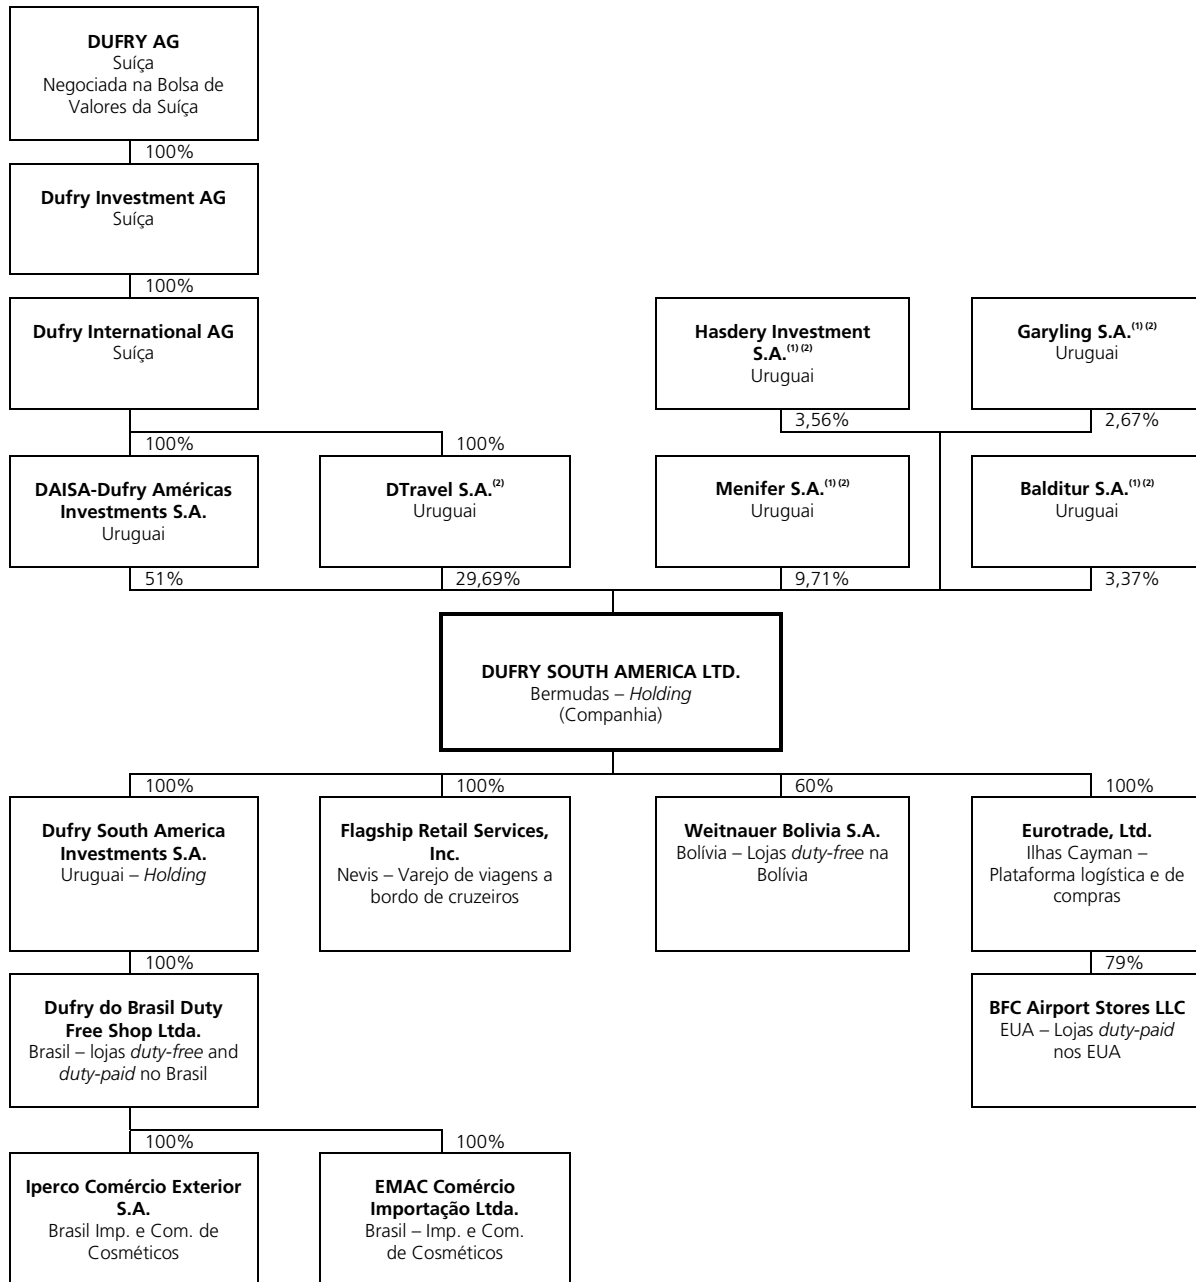 DUFRY AG
Suíça
Negociada na Bolsa de
Valores da Suíça
100%
Dufry Investment AG
Suíça
100%
Dufry International AG
Suíça
Hasdery Investment
S.A.(1) (2)
Uruguai
Garyling S.A.(1) (2)
Uruguai
3,56%
2,67%
100%
100%
DAISA-Dufry Américas
Investments S.A.
Uruguai
DTravel S.A.(2)
Uruguai
Menifer S.A.(1) (2)
Uruguai
Balditur S.A.(1) (2)
Uruguai
51%
29,69%
9,71%
3,37%
DUFRY SOUTH AMERICA LTD.
Bermudas – Holding
(Companhia)
100%
100%
60%
100%
Dufry South America
Investments S.A.
Uruguai – Holding
Flagship Retail Services,
Inc.
Nevis – Varejo de viagens a
bordo de cruzeiros
Weitnauer Bolivia S.A.
Bolívia – Lojas duty-free na
Bolívia
Eurotrade, Ltd.
Ilhas Cayman –
Plataforma logística e de
compras
100%
79%
Dufry do Brasil Duty
Free Shop Ltda.
Brasil – lojas duty-free and
duty-paid no Brasil
BFC Airport Stores LLC
EUA – Lojas duty-paid
nos EUA
100%
100%
Iperco Comércio Exterior
S.A.
Brasil Imp. e Com. de
Cosméticos
EMAC Comércio
Importação Ltda.
Brasil – Imp. e Com.
de Cosméticos